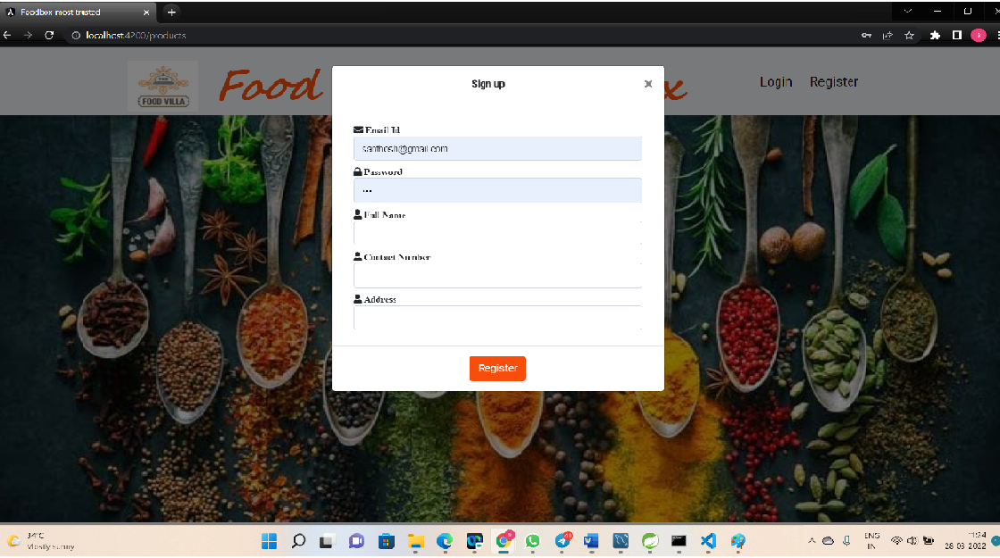 Foodbox-most trusted
localhost:4200/products
S
FOOD VILLA
Food
x
Login
Register
Sign up
Email Id
santhosh@gmail.com
Password
Full Name
Contact Number
Address
Register
34°C
Mostly sunny
ENG
IN
11:34
28-03-2022